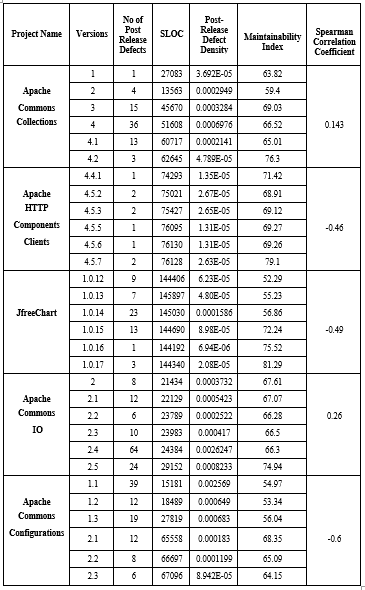 Project Name Versions No of Post Release Defects SLOC Post-Release Defect Density Maintainability Index Spearman Correlation Coefficient
Apache Commons Collections 0.143
1 1 27083 3.692E-05 63.82
2 4 13563 0.0002949 59.4
3 15 45670 0.0003284 69.03
4 36 51608 0.0006976 66.52
4.1 13 60717 0.0002141 65.01
4.2 3 62645 4.789E-05 76.3
Apache HTTP Components Clients -0.46
4.4.1 1 74293 1.35E-05 71.42
4.5.2 2 75021 2.67E-05 68.91
4.5.3 2 75427 2.65E-05 69.12
4.5.5 1 76095 1.31E-05 69.27
4.5.6 1 76130 1.31E-05 69.26
4.5.7 2 76128 2.63E-05 79.1
JfreeChart -0.49
1.0.12 9 144406 6.23E-05 52.29
1.0.13 7 145897 4.80E-05 55.23
1.0.14 23 145030 0.0001586 56.86
1.0.15 13 144690 8.98E-05 72.24
1.0.16 1 144192 6.94E-06 75.52
1.0.17 3 144340 2.08E-05 81.29
Apache Commons IO 0.26
2 8 21434 0.0003732 67.61
2.1 12 22129 0.0005423 67.07
2.2 6 23789 0.0002522 66.28
2.3 10 23983 0.000417 66.5
2.4 64 24384 0.0026247 66.3
2.5 24 29152 0.0008233 74.94
Apache Commons Configurations -0.6
1.1 39 15181 0.002569 54.97
1.2 12 18489 0.000649 53.34
1.3 19 27819 0.000683 56.04
2.1 12 65558 0.000183 68.35
2.2 8 66697 0.0001199 65.09
2.3 6 67096 8.942E-05 64.15